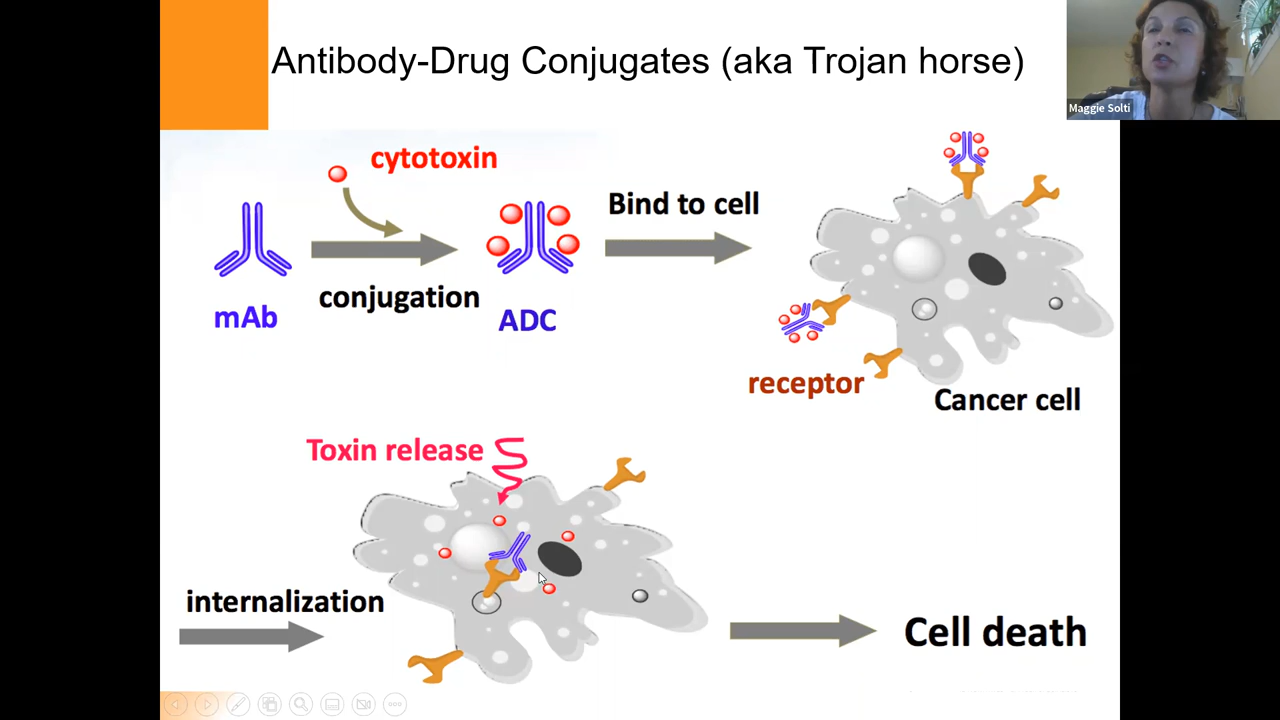 Antibody-Drug Conjugates (aka Trojan horse)
Maggie Solti
cytotoxin
Bind to cell
conjugation
mAb
ADC
receptor
Cancer cell
Toxin release
internalization
Cell death